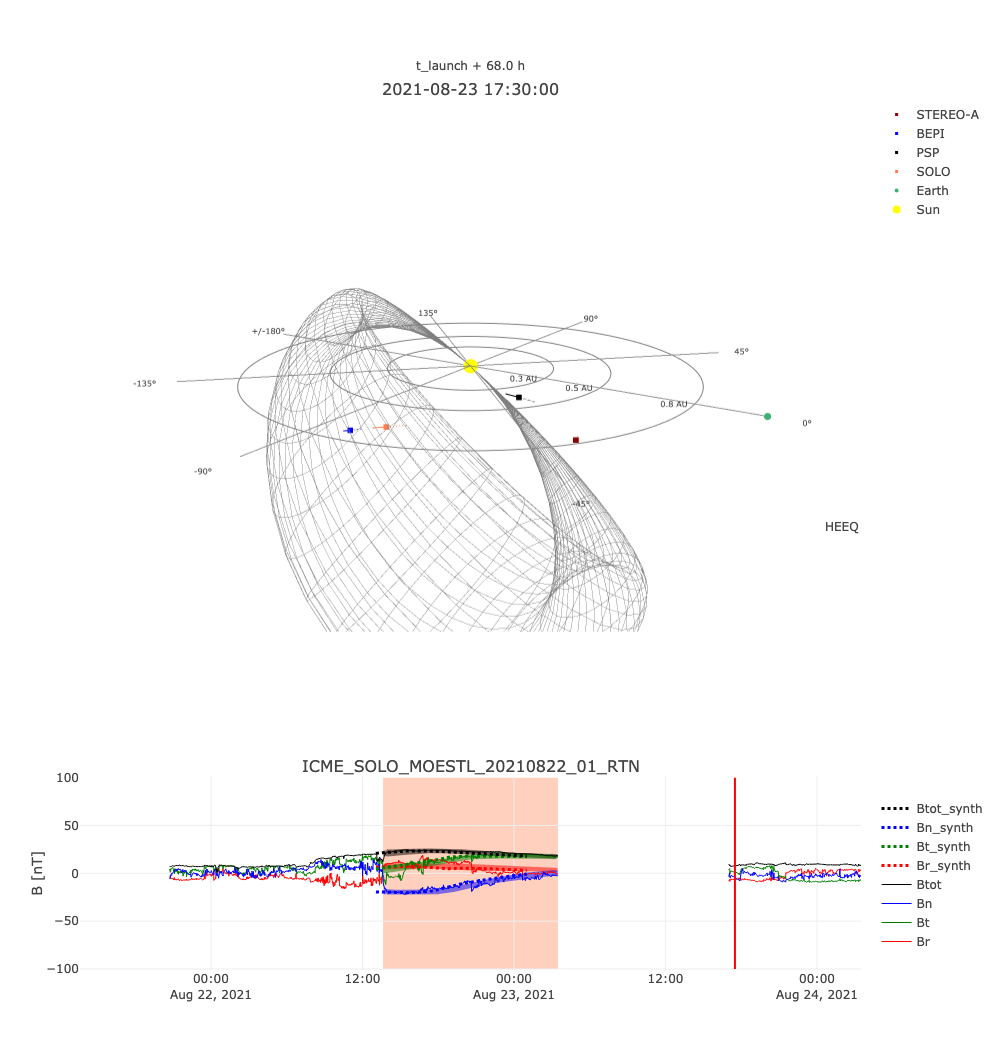 t_launch + 68.0 h
2021-08-23 17:30:00
STEREO-A
BEPI
PSP
SOLO
Earth
Sun
135°
90°
+/-180°
45°
-135°
0.3 AU
0.5 AU
0.8 AU
0°
-90°
-45°
HEEQ
ICME_SOLO_MOESTL_20210822_01_RTN
100
50
0
−50
−100
B [nT]
Btot_synth
Bn_synth
Bt_synth
Br_synth
Btot
Bn
Bt
Br
00:00 12:00 00:00 12:00 00:00
Aug 22, 2021 Aug 23, 2021 Aug 24, 2021